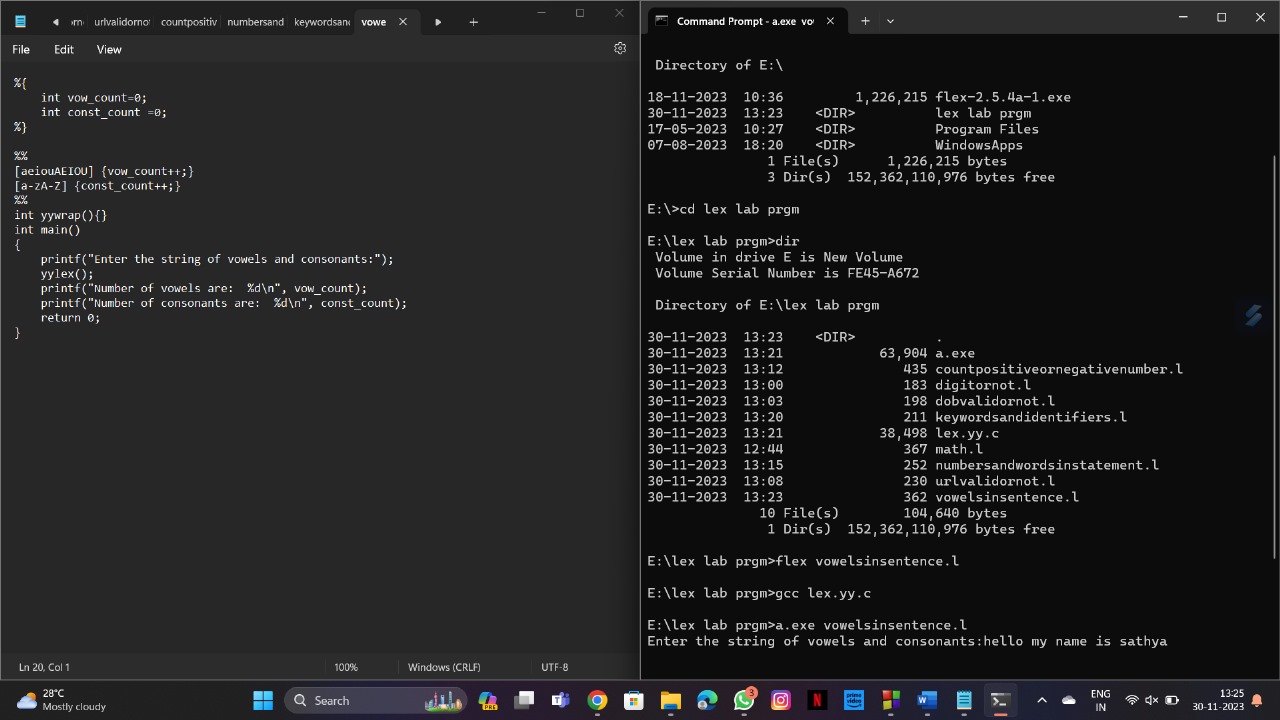 urlvalidornot countpositiv numbersand keywordsand vowe
File Edit View
%{
int vow_count=0;
int const_count =0;
%}
%%
[aeiouAEIOU] {vow_count++;}
[a-zA-Z] {const_count++;}
%%
int yywrap(){}
int main()
{
printf("Enter the string of vowels and consonants:");
yylex();
printf("Number of vowels are:  %d\n", vow_count);
printf("Number of consonants are:  %d\n", const_count);
return 0;
}
Ln 20, Col 1 100% Windows (CRLF) UTF-8
Command Prompt - a.exe vo
Directory of E:\
18-11-2023  10:36         1,226,215 flex-2.5.4a-1.exe
30-11-2023  13:23    <DIR>          lex lab prgm
17-05-2023  10:27    <DIR>          Program Files
07-08-2023  18:20    <DIR>          WindowsApps
1 File(s)      1,226,215 bytes
3 Dir(s)  152,362,110,976 bytes free
E:\>cd lex lab prgm
E:\lex lab prgm>dir
Volume in drive E is New Volume
Volume Serial Number is FE45-A672
Directory of E:\lex lab prgm
30-11-2023  13:23    <DIR>          .
30-11-2023  13:21            63,904 a.exe
30-11-2023  13:12               435 countpositiveornegativenumber.l
30-11-2023  13:00               183 digitornot.l
30-11-2023  13:03               198 dobvalidornot.l
30-11-2023  13:20               211 keywordsandidentifiers.l
30-11-2023  13:21            38,498 lex.yy.c
30-11-2023  12:44               367 math.l
30-11-2023  13:15               252 numbersandwordsinstatement.l
30-11-2023  13:08               230 urlvalidornot.l
30-11-2023  13:23               362 vowelsinsentence.l
10 File(s)        104,640 bytes
1 Dir(s)  152,362,110,976 bytes free
E:\lex lab prgm>flex vowelsinsentence.l
E:\lex lab prgm>gcc lex.yy.c
E:\lex lab prgm>a.exe vowelsinsentence.l
Enter the string of vowels and consonants:hello my name is sathya
28°C
Mostly cloudy
Search
3
ENG
IN
13:25
30-11-2023